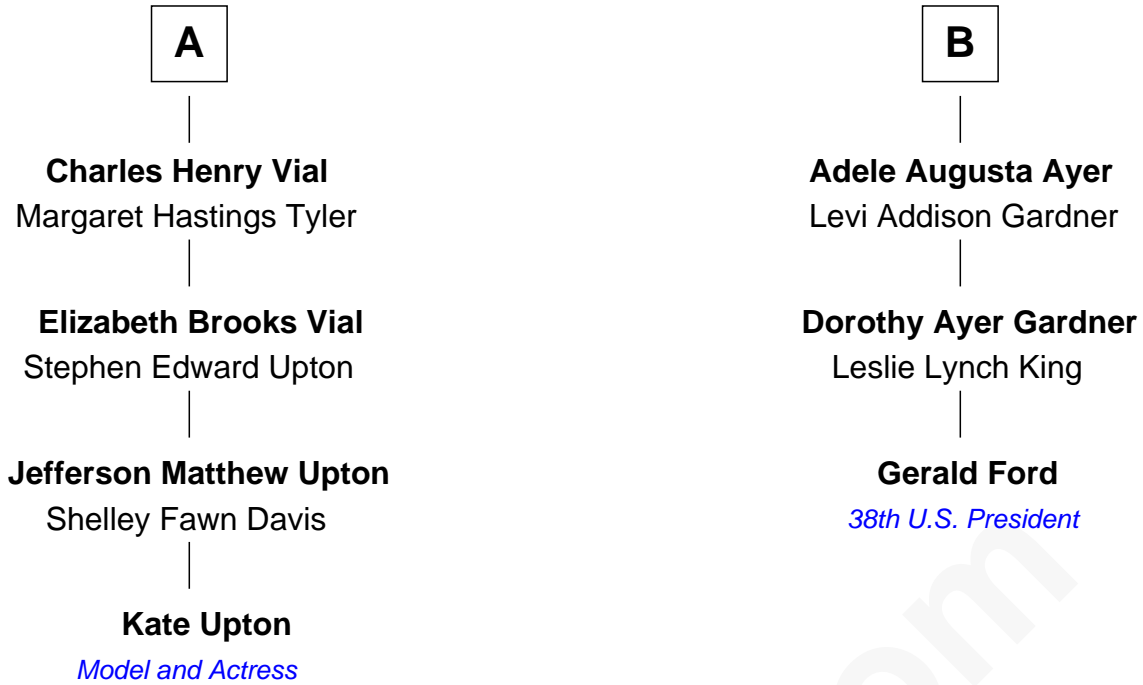 A
Charles Henry Vial
Margaret Hastings Tyler
Elizabeth Brooks Vial
Stephen Edward Upton
Jefferson Matthew Upton
Shelley Fawn Davis
Kate Upton
Model and Actress
B
Adele Augusta Ayer
Levi Addison Gardner
Dorothy Ayer Gardner
Leslie Lynch King
Gerald Ford
38th U.S. President
om